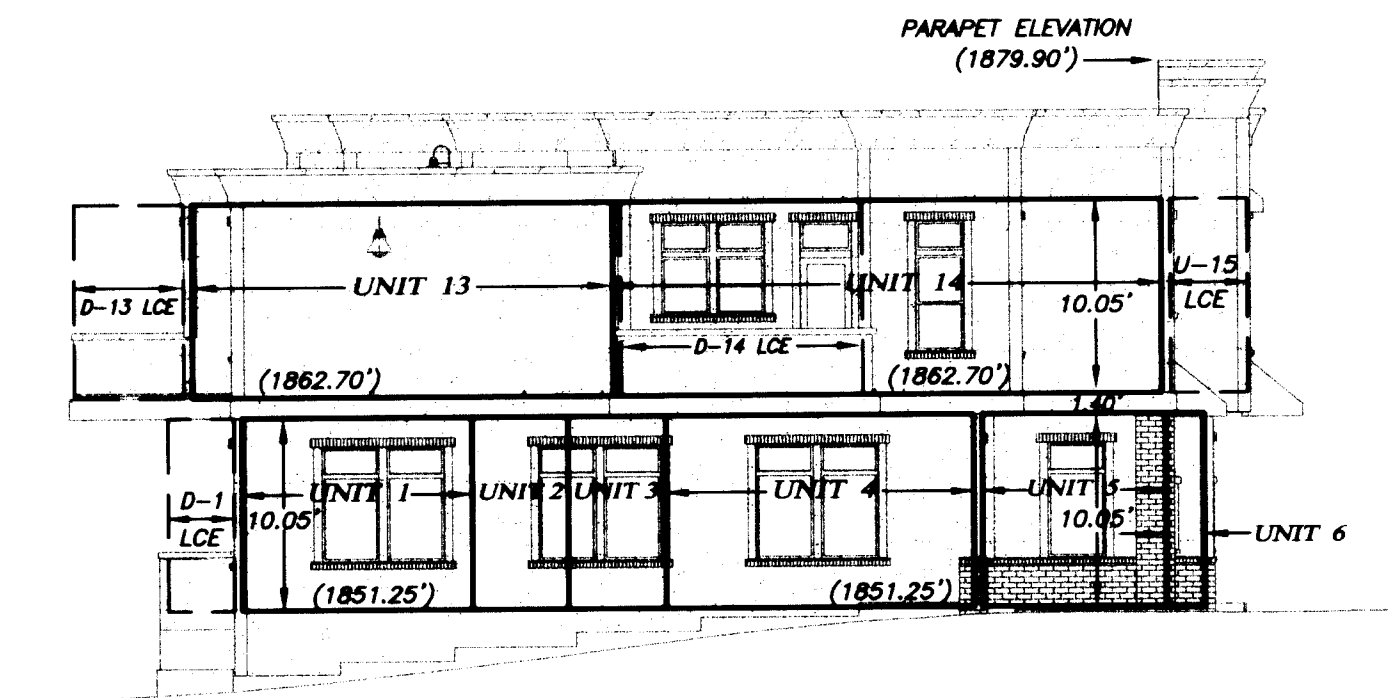 PARAPET ELEVATION
(1879.90')
UNIT 13
UNIT 14
U-15
LCE
D-13 LCE
10.05'
D-14 LCE
(1862.70')
(1862.70')
1.40'
UNIT 1
UNIT 2
UNIT 3
UNIT 4
UNIT 5
D-1
LCE
10.05'
10.05'
UNIT 6
(1851.25')
(1851.25')